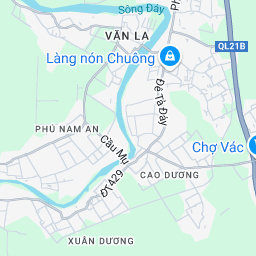 Sông Đáy
VĂN LA
Làng nón Chuông
QL21B
Đê Tả Đáy
PHÚ NAM AN
Cầu Mu
Chợ Vác
ĐT429
CAO DƯƠNG
XUÂN DƯƠNG